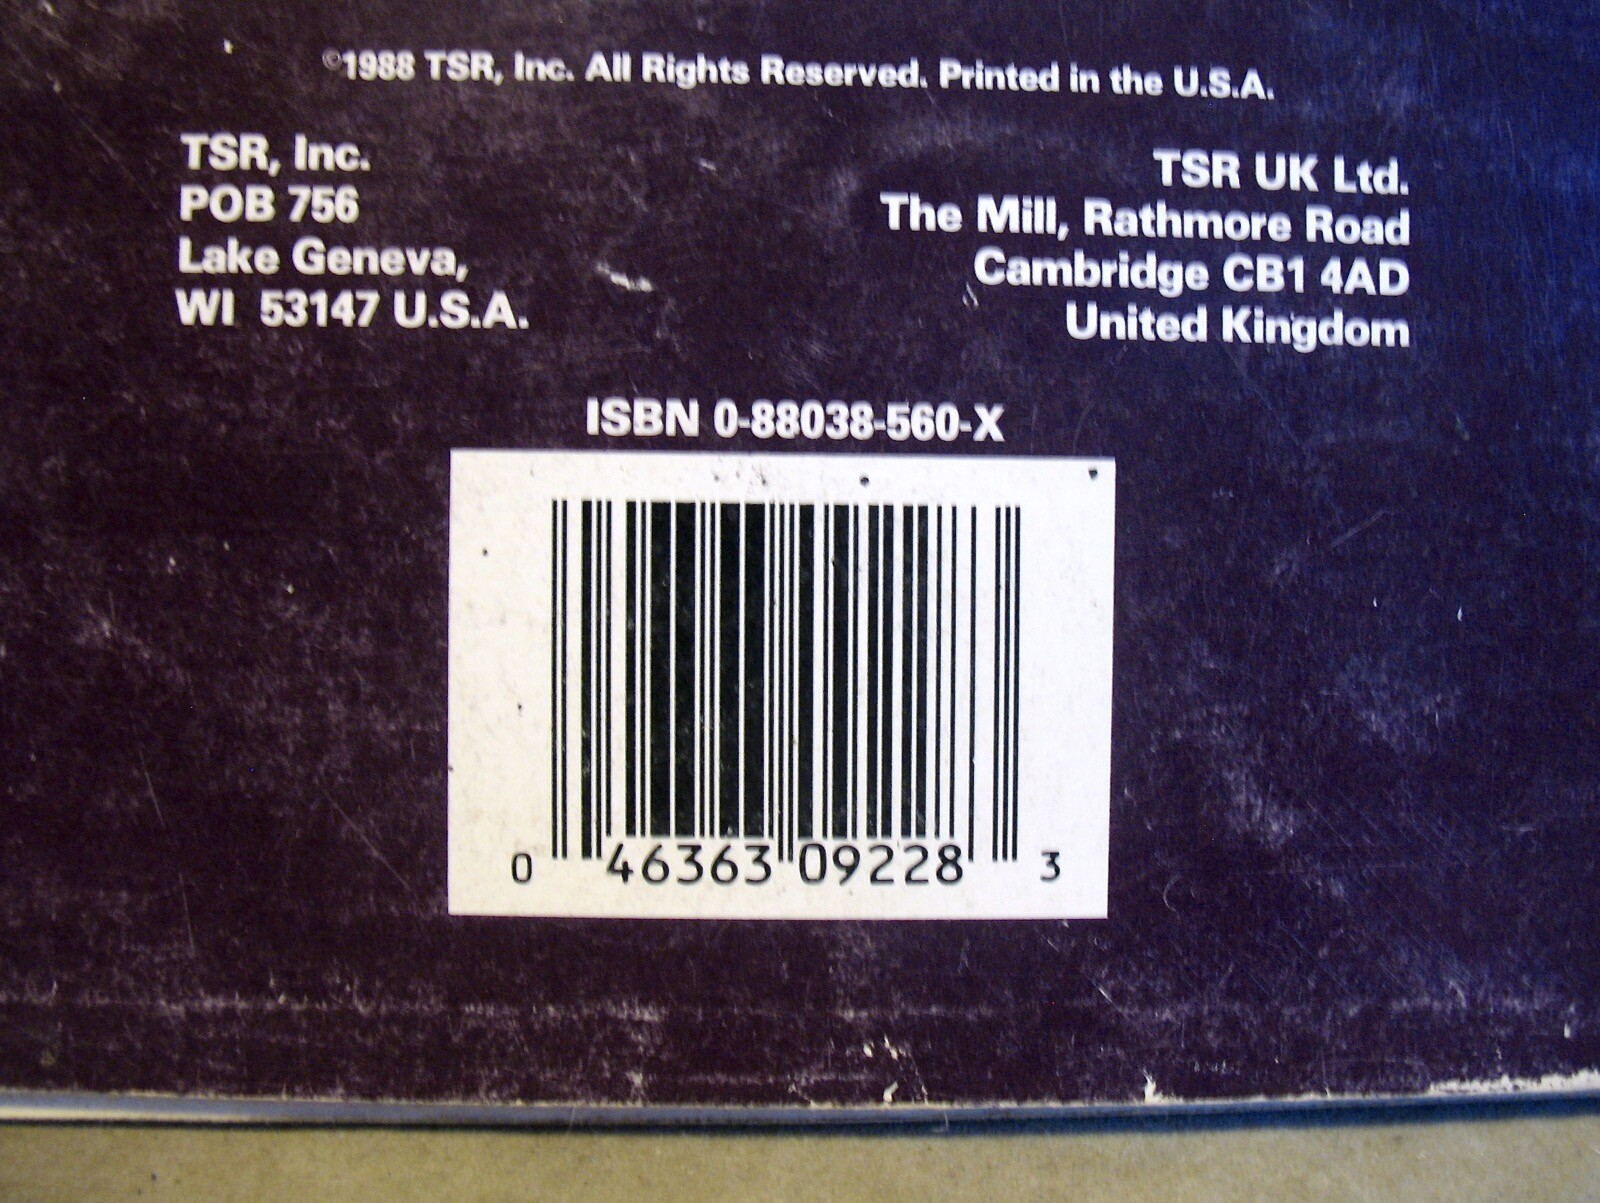 ©1988 TSR, Inc. All Rights Reserved. Printed in the U.S.A.
TSR, Inc.
POB 756
Lake Geneva,
WI 53147 U.S.A.
TSR UK Ltd.
The Mill, Rathmore Road
Cambridge CB1 4AD
United Kingdom
ISBN 0-88038-560-X
0 46363 09228 3